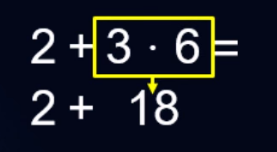 2 + 3 · 6 =
2 + 18